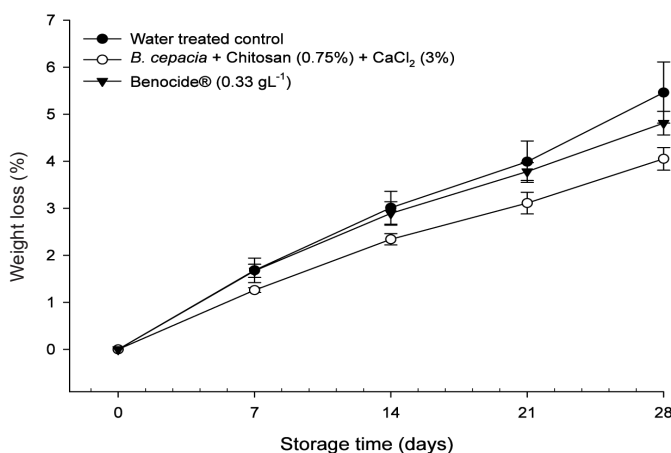 7
6
5
4
3
2
1
0
Weight loss (%)
Water treated control
B. cepacia + Chitosan (0.75%) + CaCl₂ (3%)
Benocide® (0.33 gL⁻¹)
0 7 14 21 28
Storage time (days)